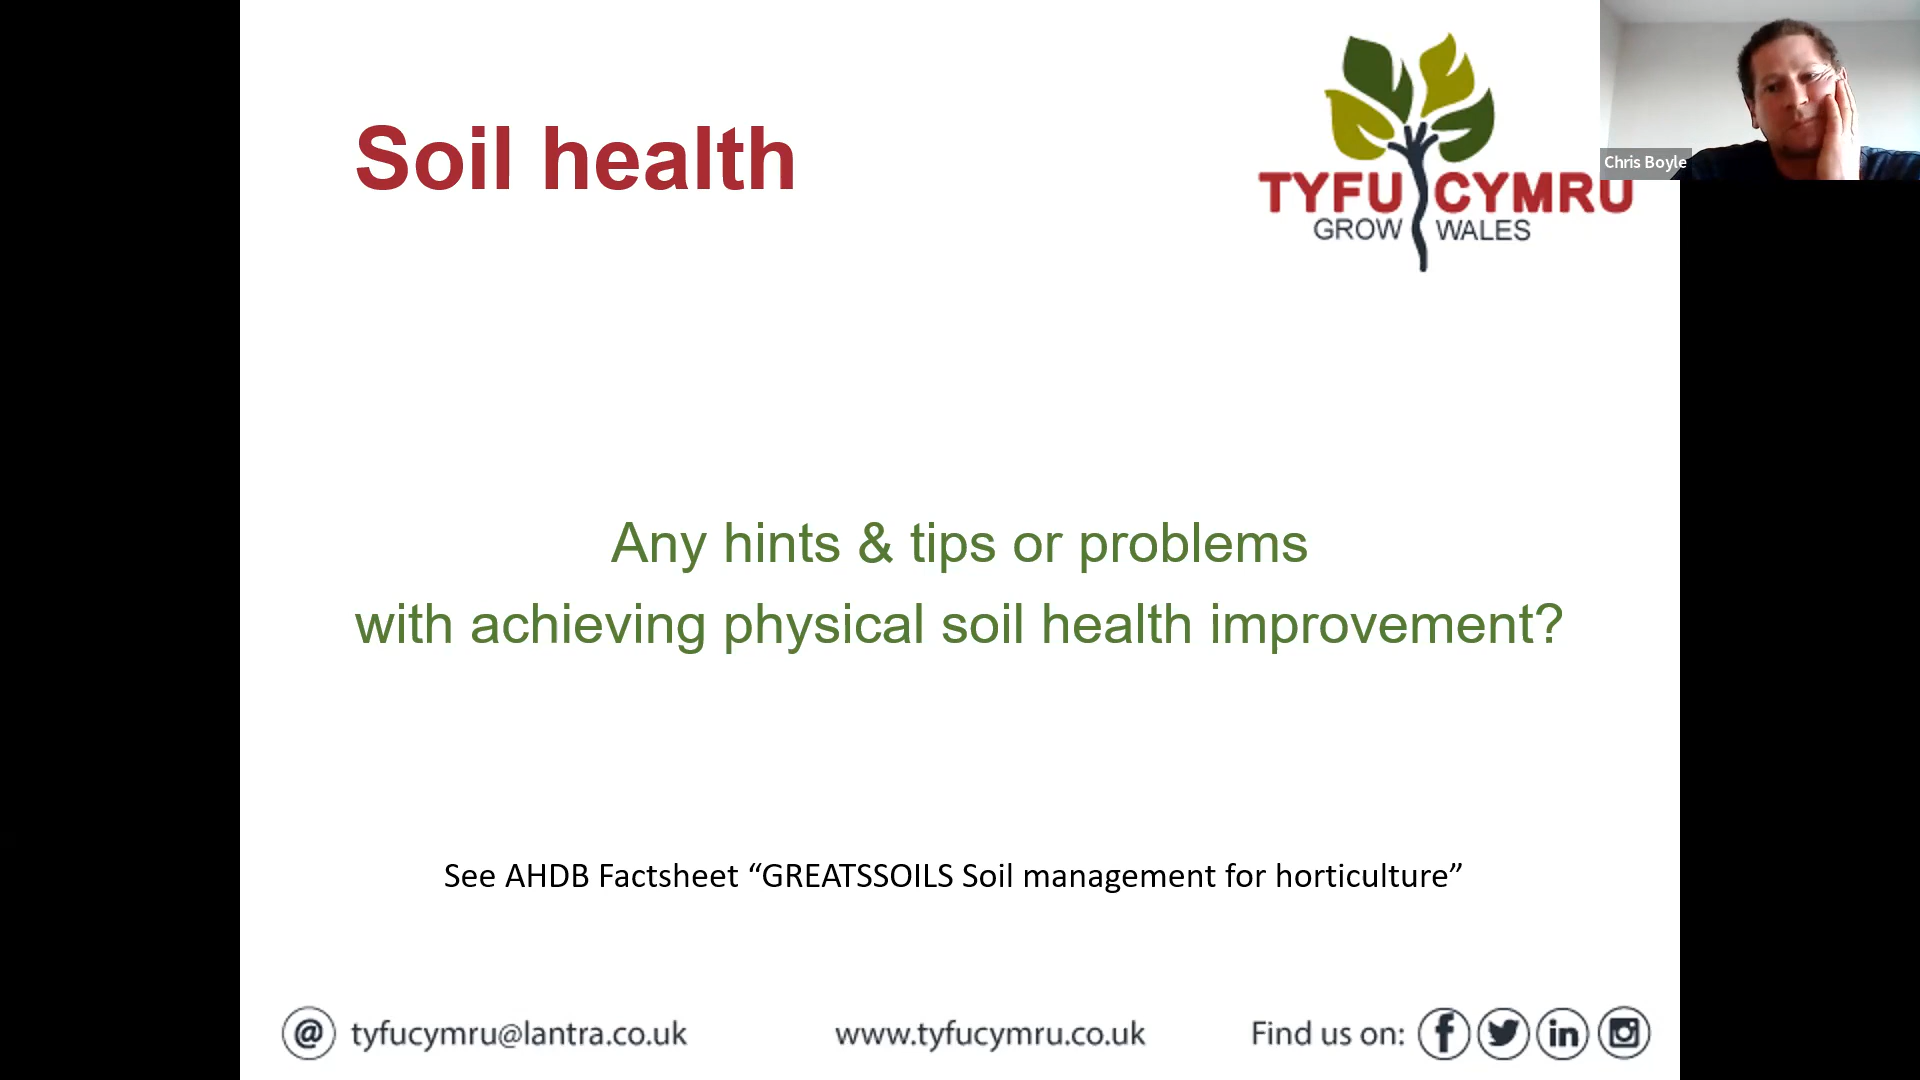 Soil health
TYFU CYMRU
GROW WALES
Chris Boyle
Any hints & tips or problems
with achieving physical soil health improvement?
See AHDB Factsheet “GREATSSOILS Soil management for horticulture”
@ tyfucymru@lantra.co.uk
www.tyfucymru.co.uk
Find us on: f in